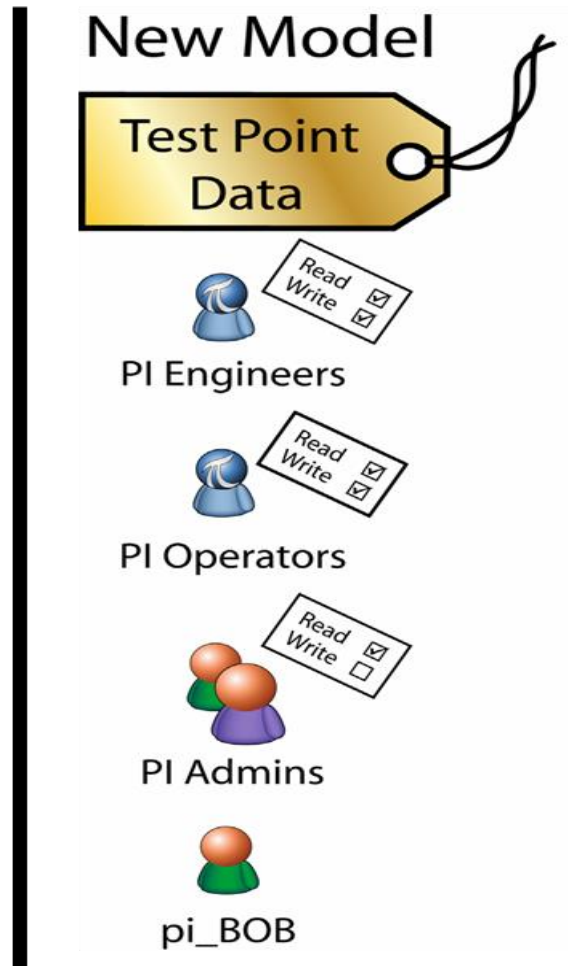 New Model
Test Point
Data
Read
Write
PI Engineers
Read
Write
PI Operators
Read
Write
PI Admins
pi_BOB